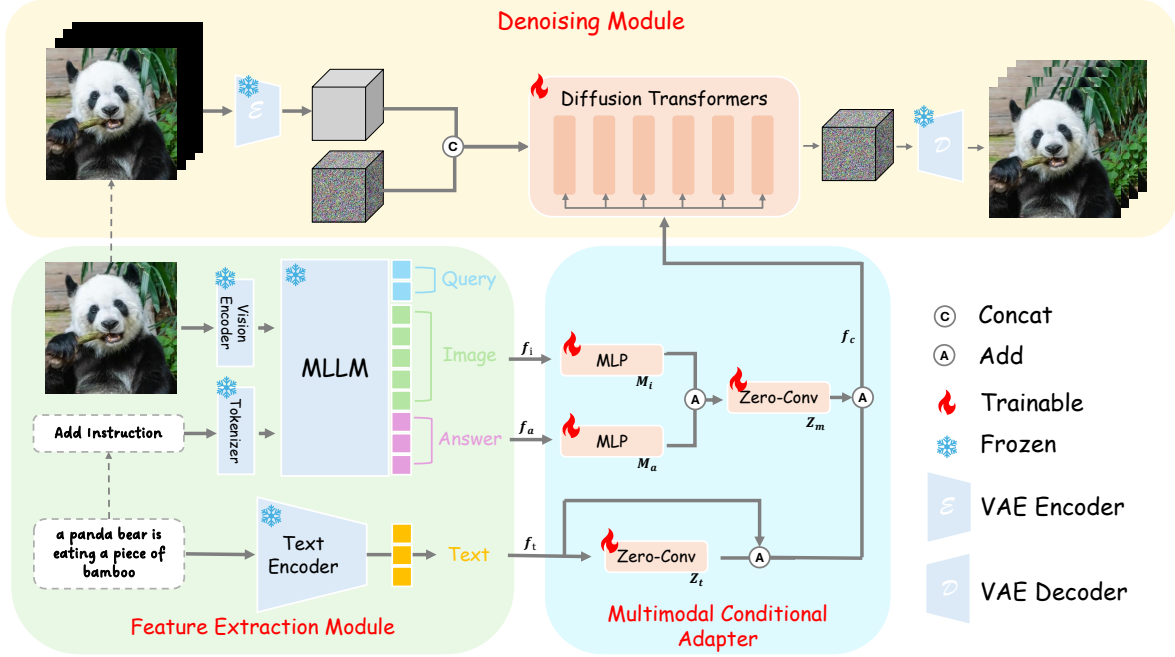 Denoising Module
ℰ
C
Diffusion Transformers
𝒟
Vision
Encoder
Tokenizer
MLLM
Query
Image
Answer
Add Instruction
a panda bear is
eating a piece of
bamboo
Text
Encoder
Text
Feature Extraction Module
f_i
MLP
M_i
f_a
MLP
M_a
A
Zero-Conv
Z_m
A
f_c
f_t
Zero-Conv
Z_t
A
Multimodal Conditional
Adapter
C Concat
A Add
Trainable
Frozen
ℰ VAE Encoder
𝒟 VAE Decoder